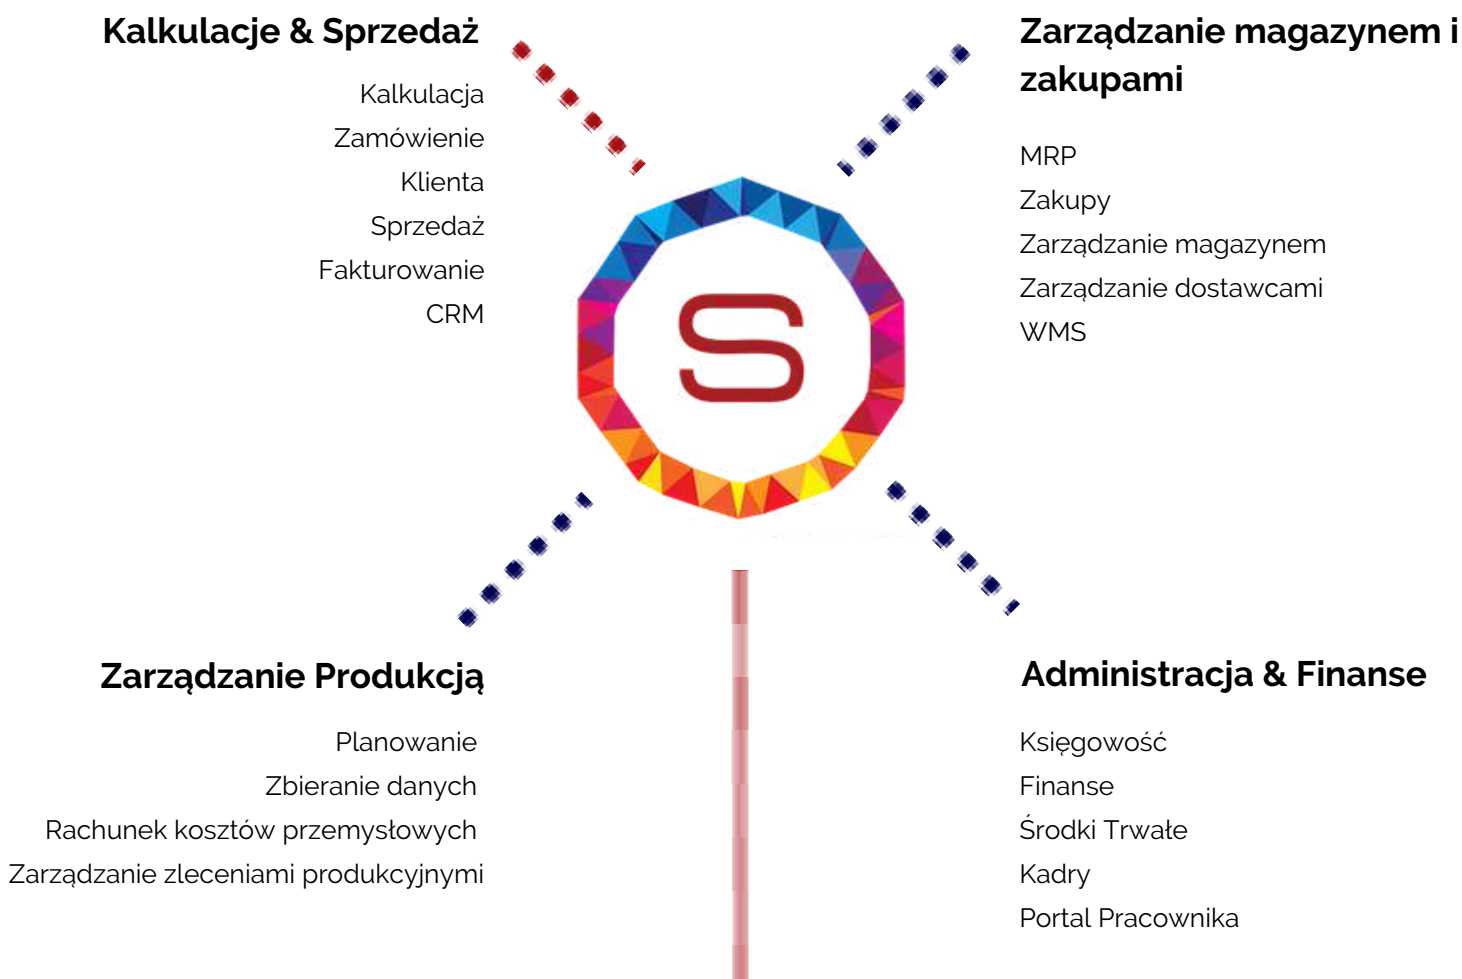 Kalkulacje & Sprzedaż
Kalkulacja
Zamówienie
Klienta
Sprzedaż
Fakturowanie
CRM
Zarządzanie magazynem i
zakupami
MRP
Zakupy
Zarządzanie magazynem
Zarządzanie dostawcami
WMS
S
Zarządzanie Produkcją
Planowanie
Zbieranie danych
Rachunek kosztów przemysłowych
Zarządzanie zleceniami produkcyjnymi
Administracja & Finanse
Księgowość
Finanse
Środki Trwałe
Kadry
Portal Pracownika